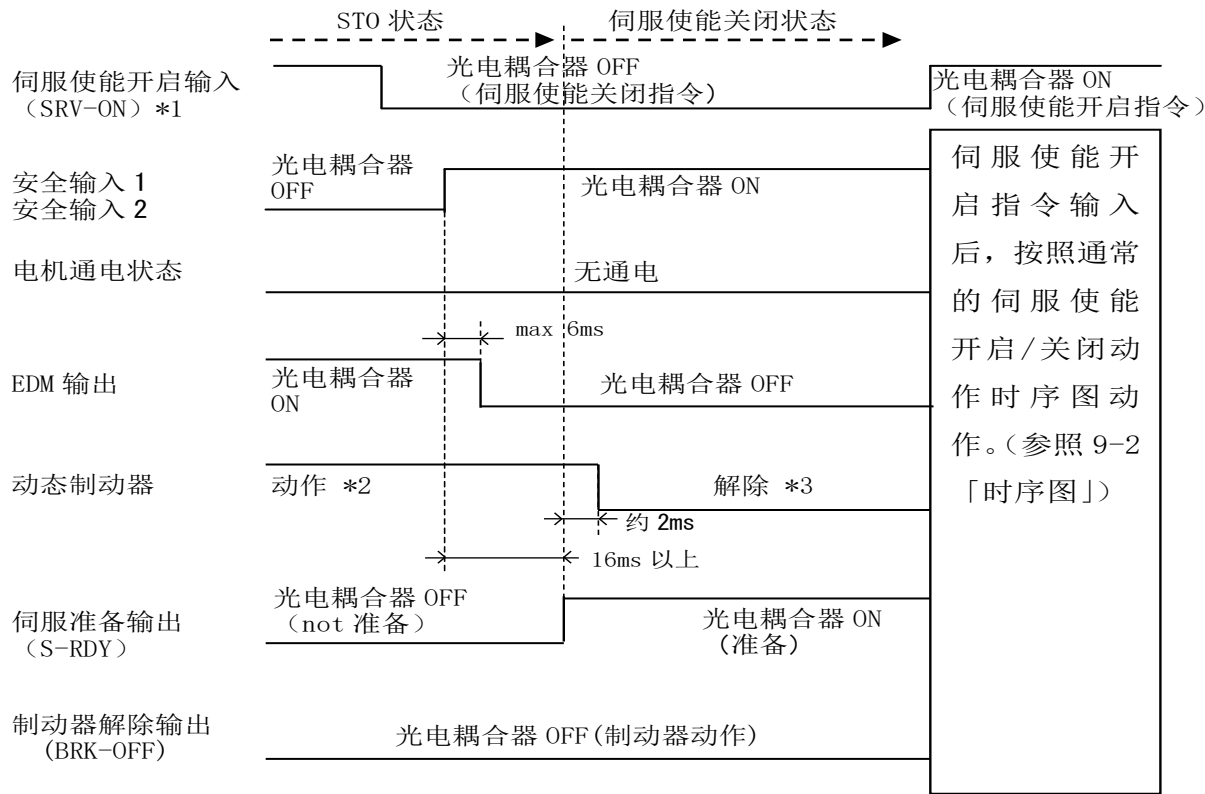 STO 状态
伺服使能关闭状态
伺服使能开启输入
（SRV-ON）*1
光电耦合器 OFF
（伺服使能关闭指令）
光电耦合器 ON
（伺服使能开启指令）
安全输入 1
安全输入 2
光电耦合器
OFF
光电耦合器 ON
电机通电状态
无通电
max 6ms
EDM 输出
光电耦合器
ON
光电耦合器 OFF
动态制动器
动作 *2
解除 *3
约 2ms
16ms 以上
伺服准备输出
（S-RDY）
光电耦合器 OFF
（not 准备）
光电耦合器 ON
（准备）
制动器解除输出
(BRK-OFF)
光电耦合器 OFF(制动器动作)
伺服使能开
启指令输入
后，按照通常
的伺服使能
开启/关闭动
作时序图动
作。（参照 9-2
「时序图」）